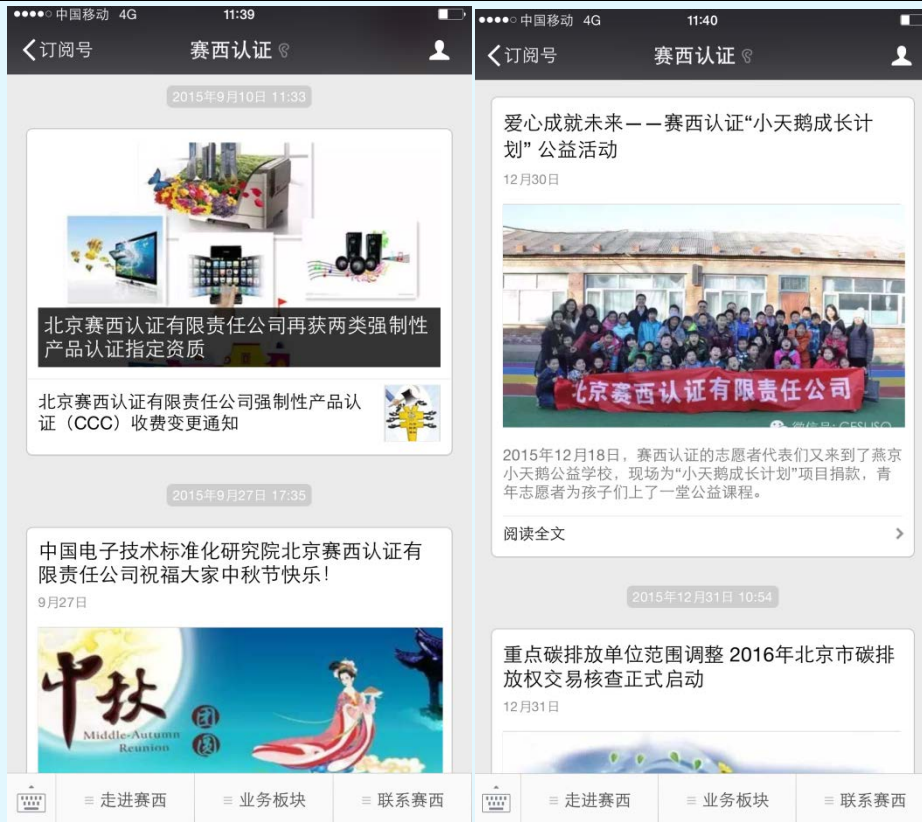 中国移动 4G 11:39
订阅号 赛西认证
2015年9月10日 11:33
北京赛西认证有限责任公司再获两类强制性
产品认证指定资质
北京赛西认证有限责任公司强制性产品认
证（CCC）收费变更通知
2015年9月27日 17:35
中国电子技术标准化研究院北京赛西认证有
限责任公司祝福大家中秋节快乐！
9月27日
中秋
团圆
Middle-Autumn
Reunion
走进赛西 业务板块 联系赛西
中国移动 4G 11:40
订阅号 赛西认证
爱心成就未来——赛西认证“小天鹅成长计
划” 公益活动
12月30日
北京赛西认证有限责任公司
微信号: CESIJSO
2015年12月18日，赛西认证的志愿者代表们又来到了燕京
小天鹅公益学校，现场为“小天鹅成长计划”项目捐款，青
年志愿者为孩子们上了一堂公益课程。
阅读全文
2015年12月31日 10:54
重点碳排放单位范围调整 2016年北京市碳排
放权交易核查正式启动
12月31日
走进赛西 业务板块 联系赛西